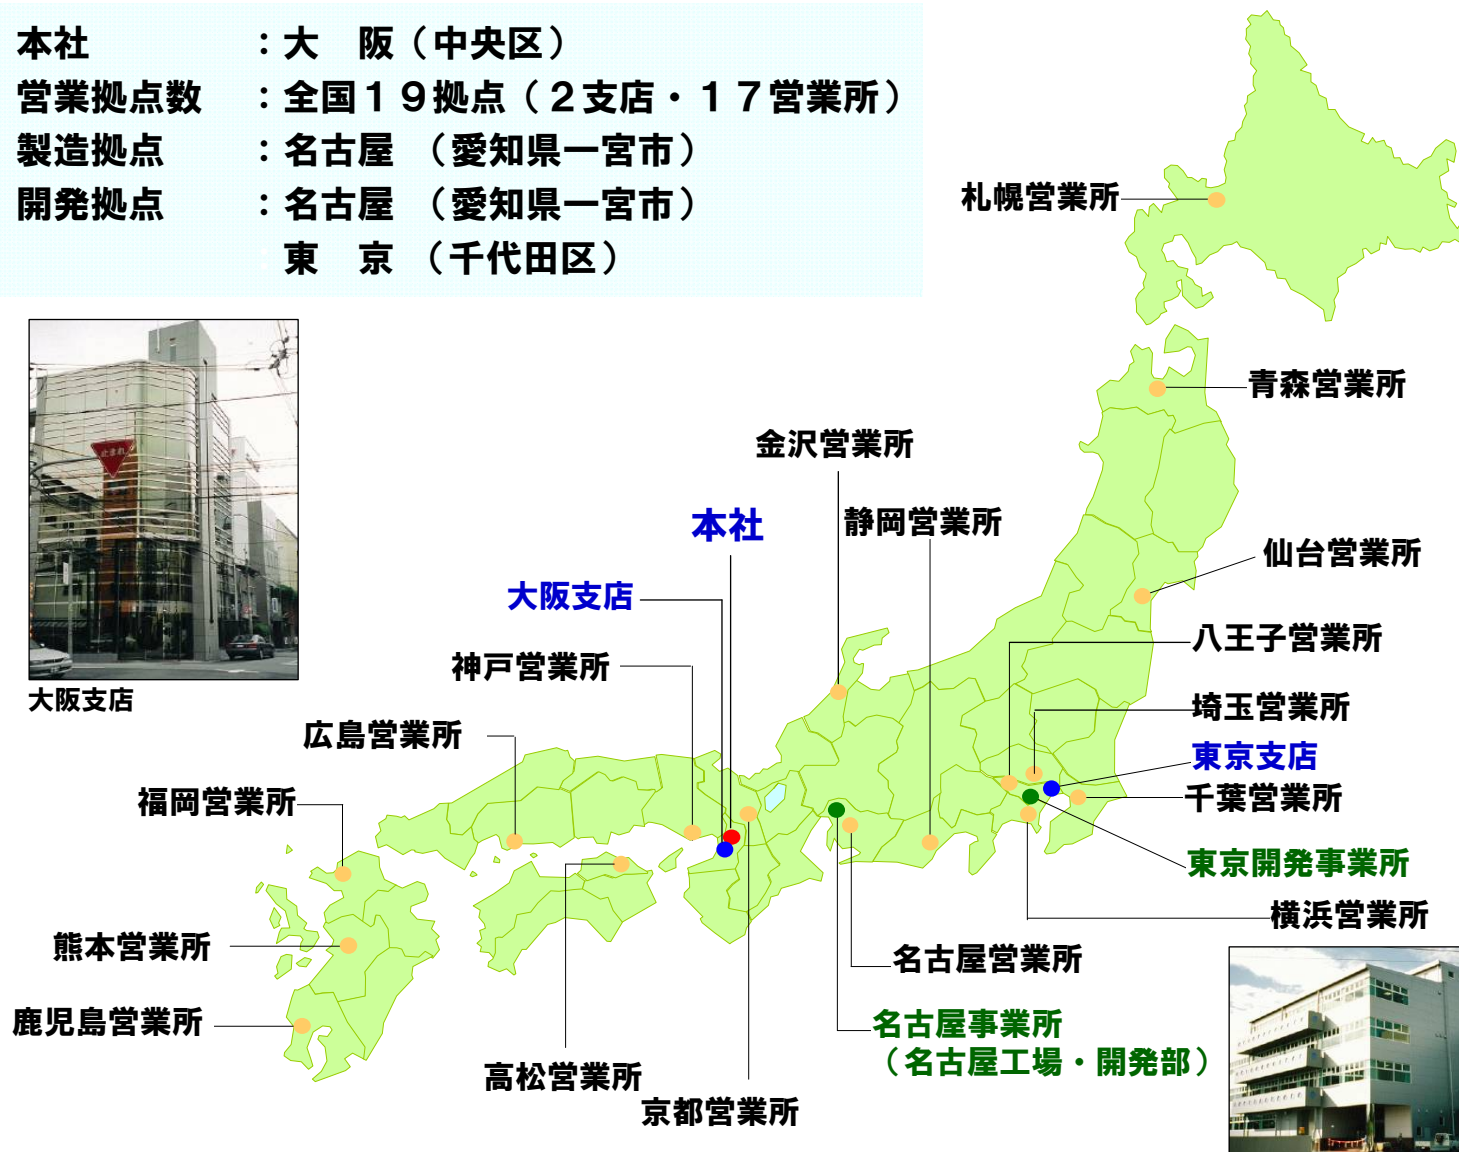 本社　：大　阪（中央区）
営業拠点数　：全国１９拠点（２支店・１７営業所）
製造拠点　：名古屋　（愛知県一宮市）
開発拠点　：名古屋　（愛知県一宮市）
東　京　（千代田区）
札幌営業所
青森営業所
金沢営業所
静岡営業所
本社
仙台営業所
大阪支店
八王子営業所
神戸営業所
止まれ
大阪支店
埼玉営業所
広島営業所
東京支店
福岡営業所
千葉営業所
東京開発事業所
横浜営業所
熊本営業所
名古屋営業所
鹿児島営業所
名古屋事業所
（名古屋工場・開発部）
高松営業所
京都営業所